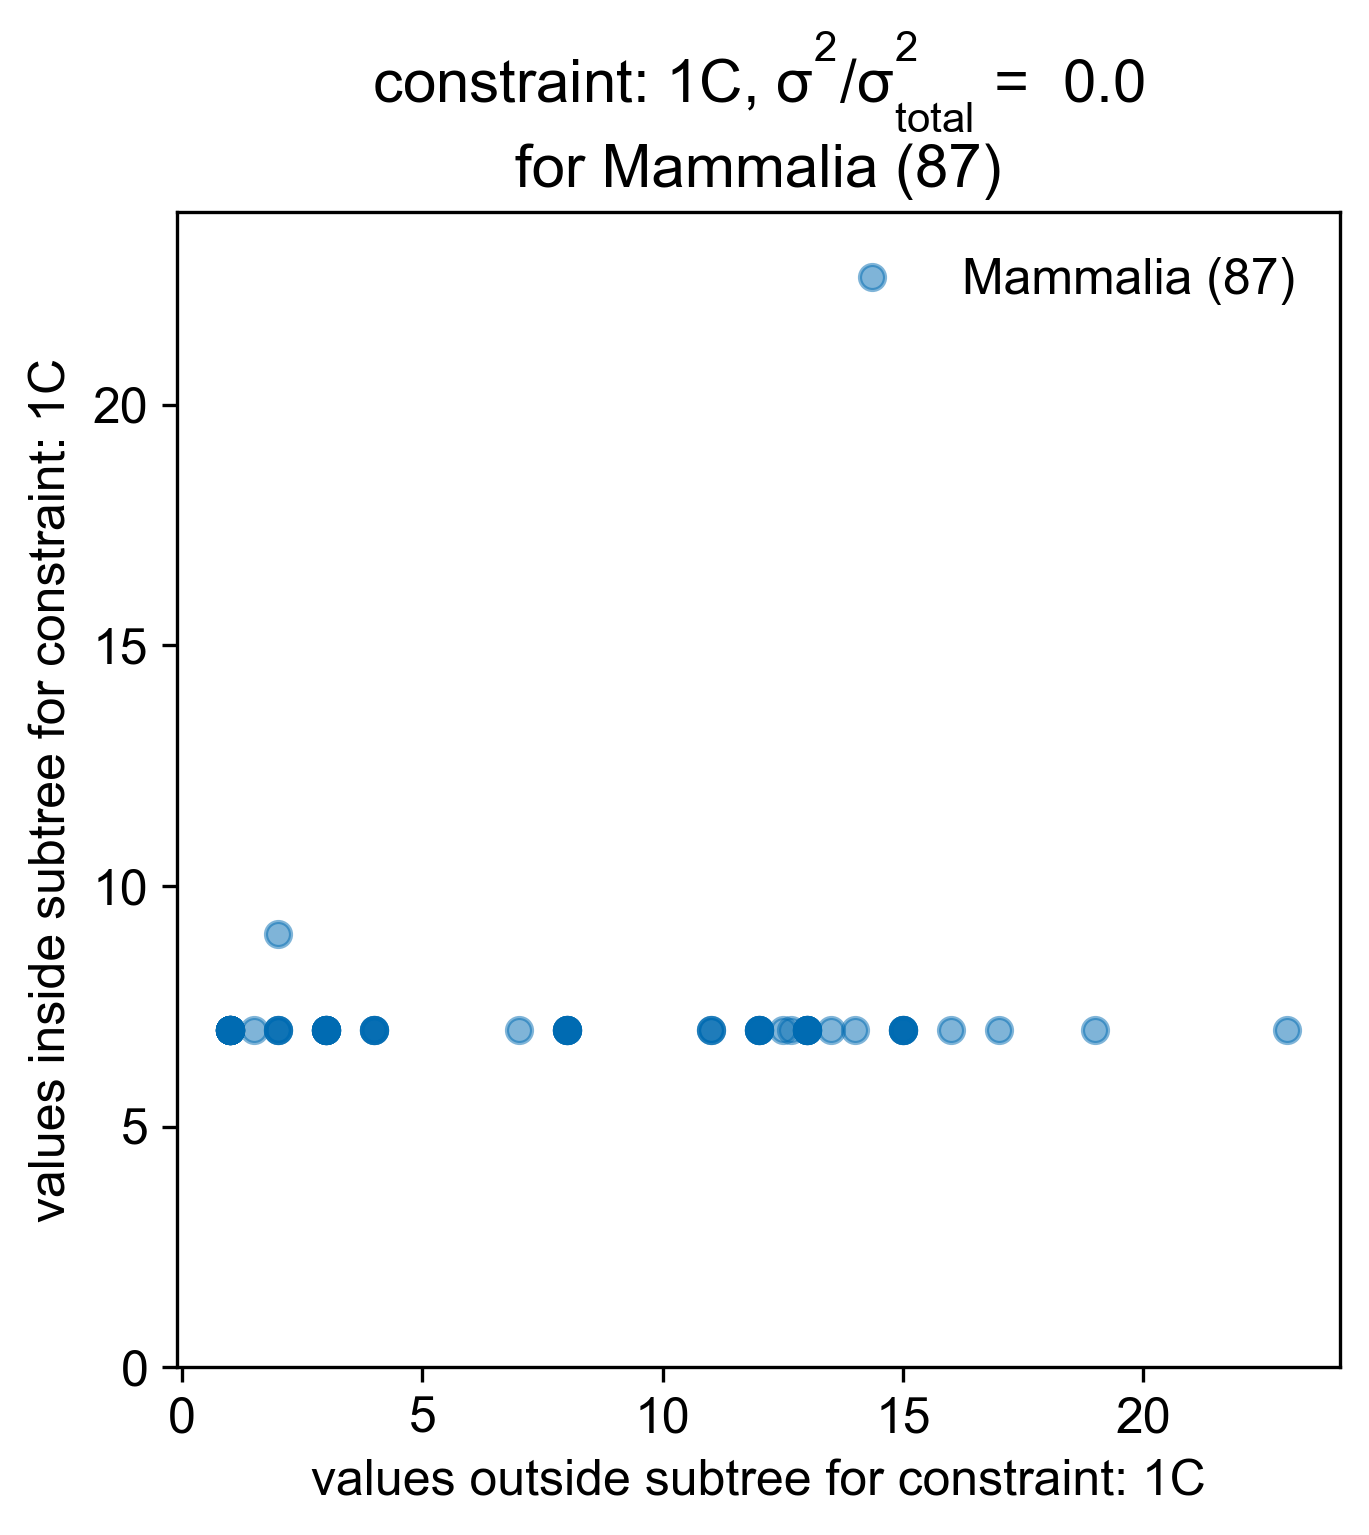 constraint: 1C, σ²/σ²total = 0.0
for Mammalia (87)
Mammalia (87)
values inside subtree for constraint: 1C
20
15
10
5
0
0 5 10 15 20
values outside subtree for constraint: 1C